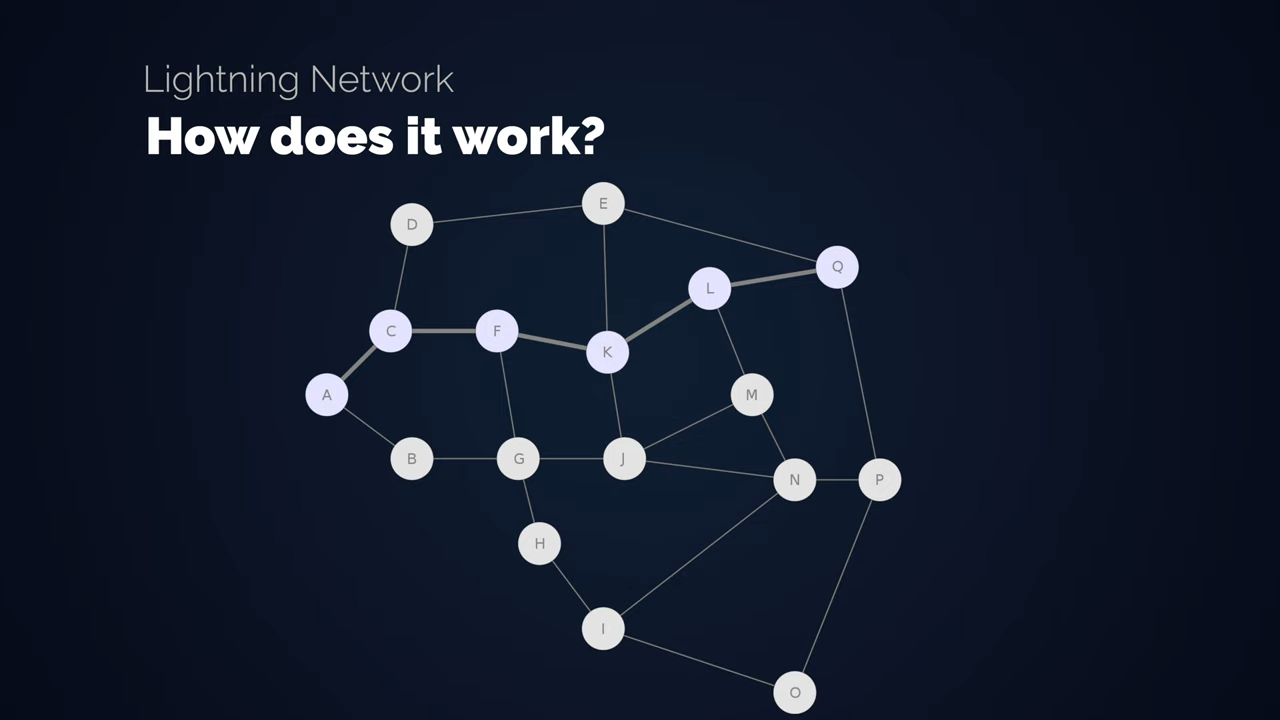 Lightning Network
How does it work?
D
E
Q
L
C
F
K
A
M
B
G
J
N
P
H
I
O